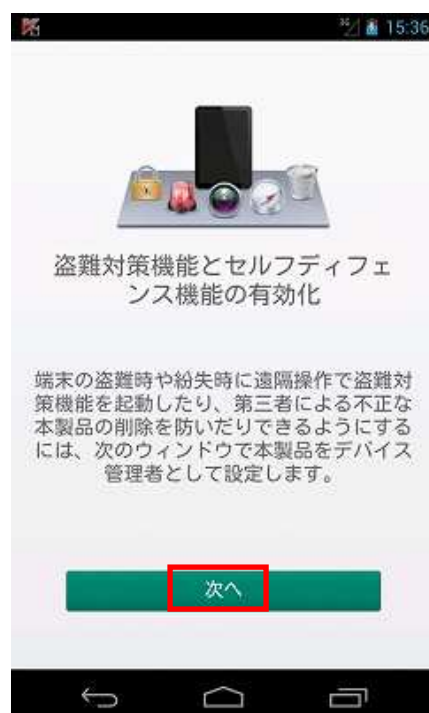 3G 15:36
盗難対策機能とセルフディフェ
ンス機能の有効化
端末の盗難時や紛失時に遠隔操作で盗難対
策機能を起動したり、第三者による不正な
本製品の削除を防いだりできるようにする
には、次のウィンドウで本製品をデバイス
管理者として設定します。
次へ